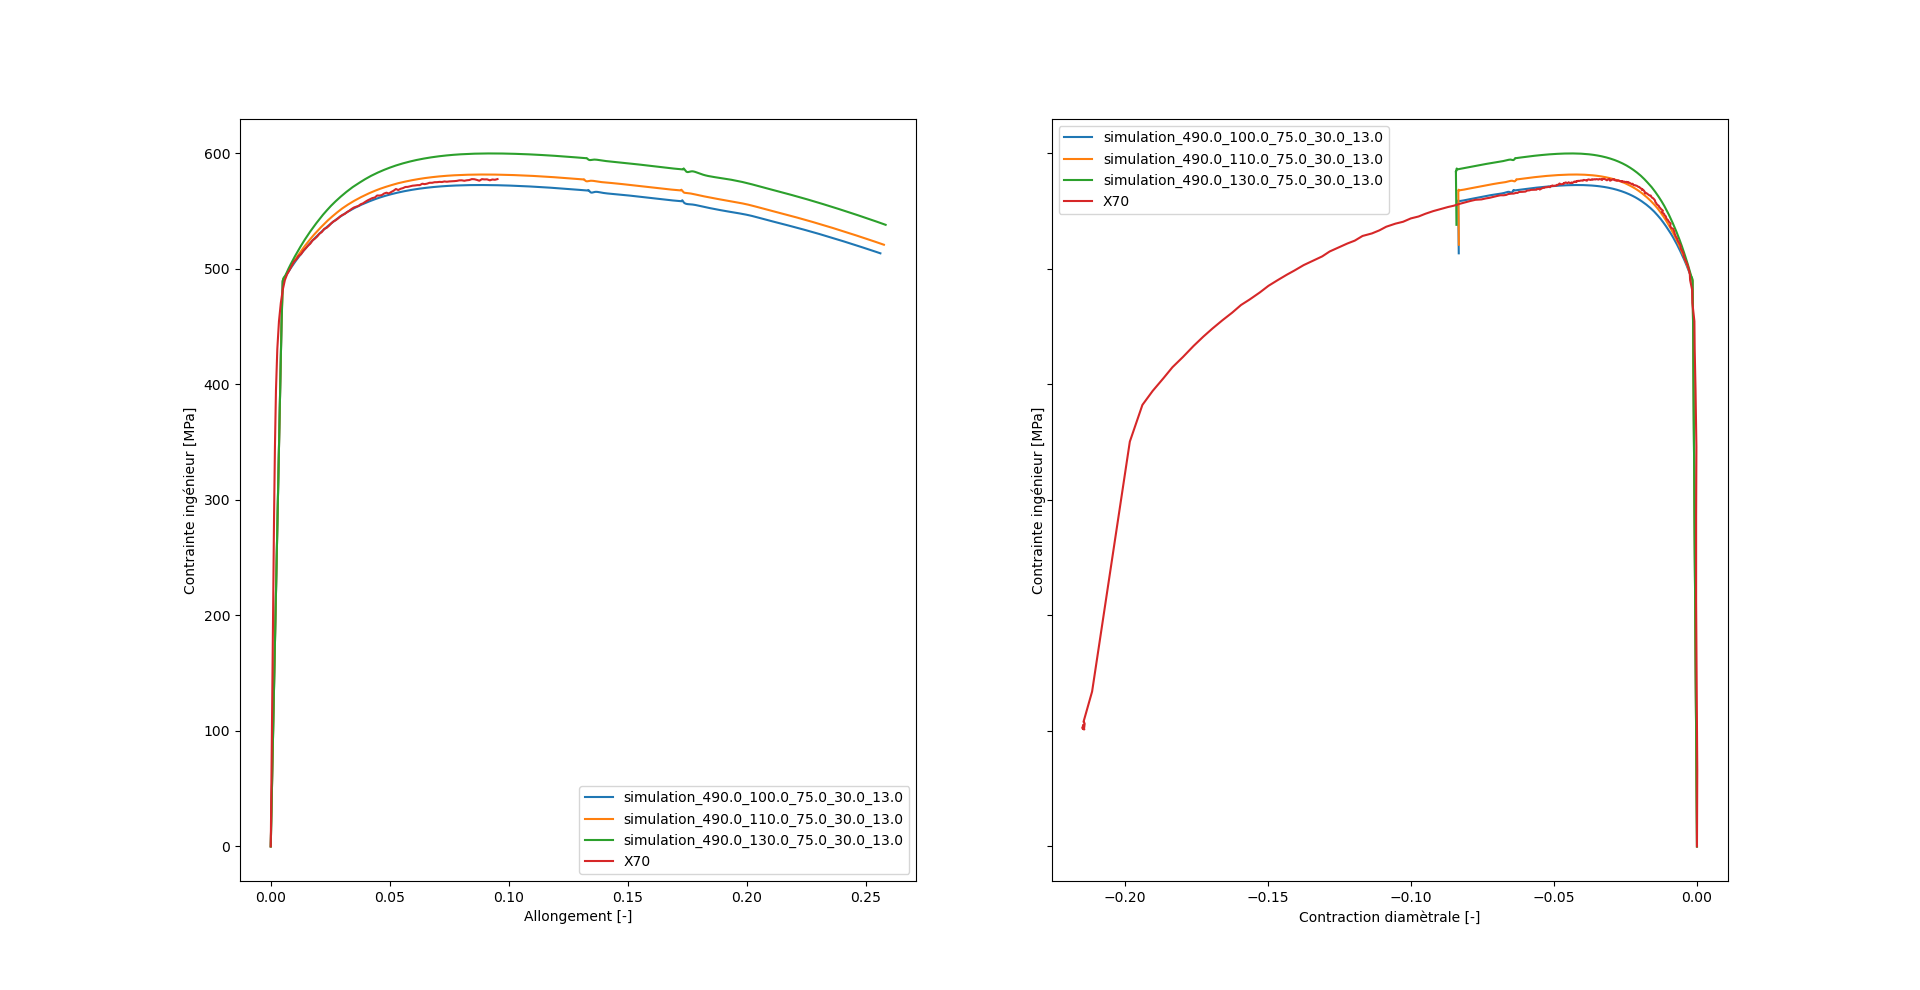 600
500
400
300
200
100
0
Contrainte ingénieur [MPa]
0.00 0.05 0.10 0.15 0.20 0.25
Allongement [-]
simulation_490.0_100.0_75.0_30.0_13.0
simulation_490.0_110.0_75.0_30.0_13.0
simulation_490.0_130.0_75.0_30.0_13.0
X70
simulation_490.0_100.0_75.0_30.0_13.0
simulation_490.0_110.0_75.0_30.0_13.0
simulation_490.0_130.0_75.0_30.0_13.0
X70
Contrainte ingénieur [MPa]
−0.20 −0.15 −0.10 −0.05 0.00
Contraction diamètrale [-]